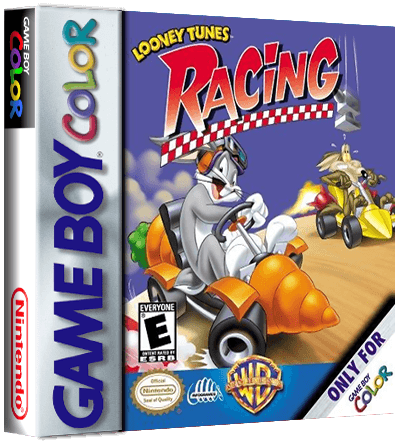 GAME BOY
COLOR
Nintendo
GAME BOY COLOR
LOONEY TUNES
RACING
EVERYONE
E
CONTENT RATED BY
ESRB
Official
Nintendo
Seal of Quality
WB
ONLY FOR
GAME BOY
COLOR